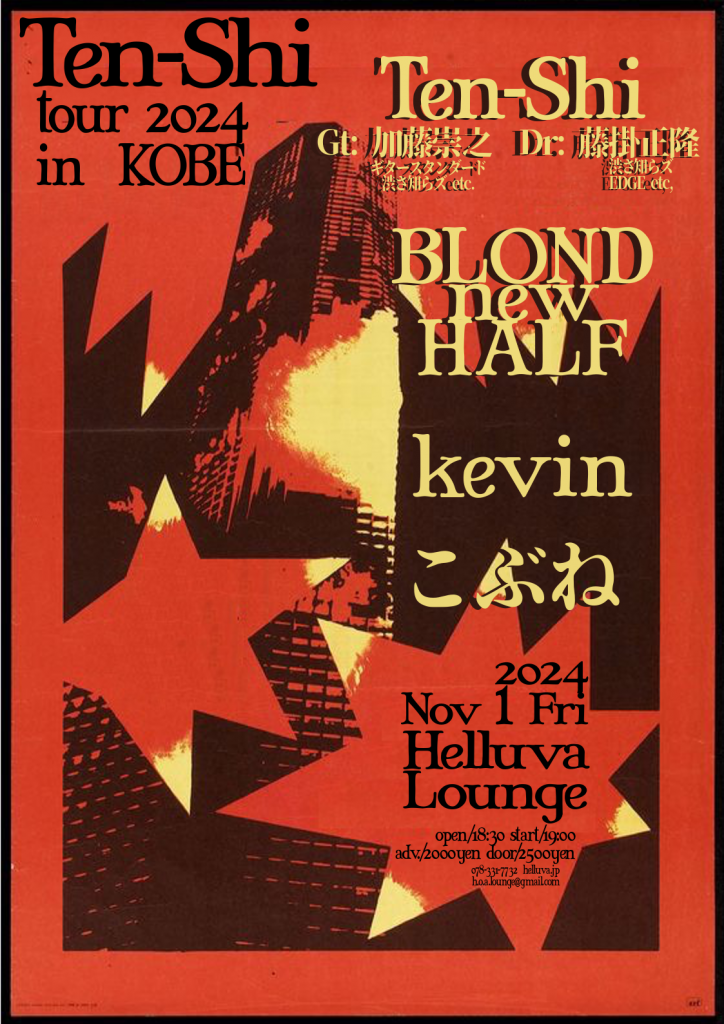 Ten-Shi
tour 2024
in KOBE
Ten-Shi
Gt: 加藤崇之 Dr: 藤掛正隆
ギタースタンダード 渋さ知らズ
渋さ知らズ etc. EDGE etc,
BLOND
new
HALF
kevin
こぶね
2024
Nov 1 Fri
Helluva
Lounge
open/18:30 start/19:00
adv./2000yen door/2500yen
078-331-7732 helluva.jp
h.o.a.lounge@gmail.com